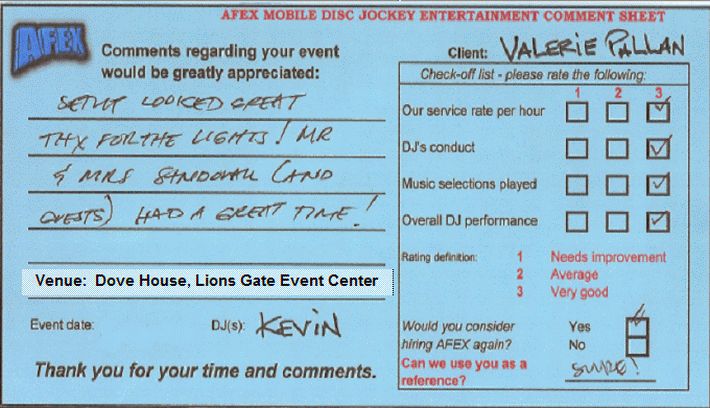 AFEX MOBILE DISC JOCKEY ENTERTAINMENT COMMENT SHEET
AFEX
Comments regarding your event
would be greatly appreciated:
SETUP LOOKED GREAT
THX FOR THE LIGHTS! MR
& MRS SANDOVAL (AND
GUESTS) HAD A GREAT TIME!
Venue: Dove House, Lions Gate Event Center
Event date: DJ(s): KEVIN
Thank you for your time and comments.
Client: VALERIE PALLAN
Check-off list - please rate the following:
1 2 3
Our service rate per hour
DJ's conduct
Music selections played
Overall DJ performance
Rating definition: 1 Needs improvement
2 Average
3 Very good
Would you consider Yes
hiring AFEX again? No
Can we use you as a
reference? SURE!